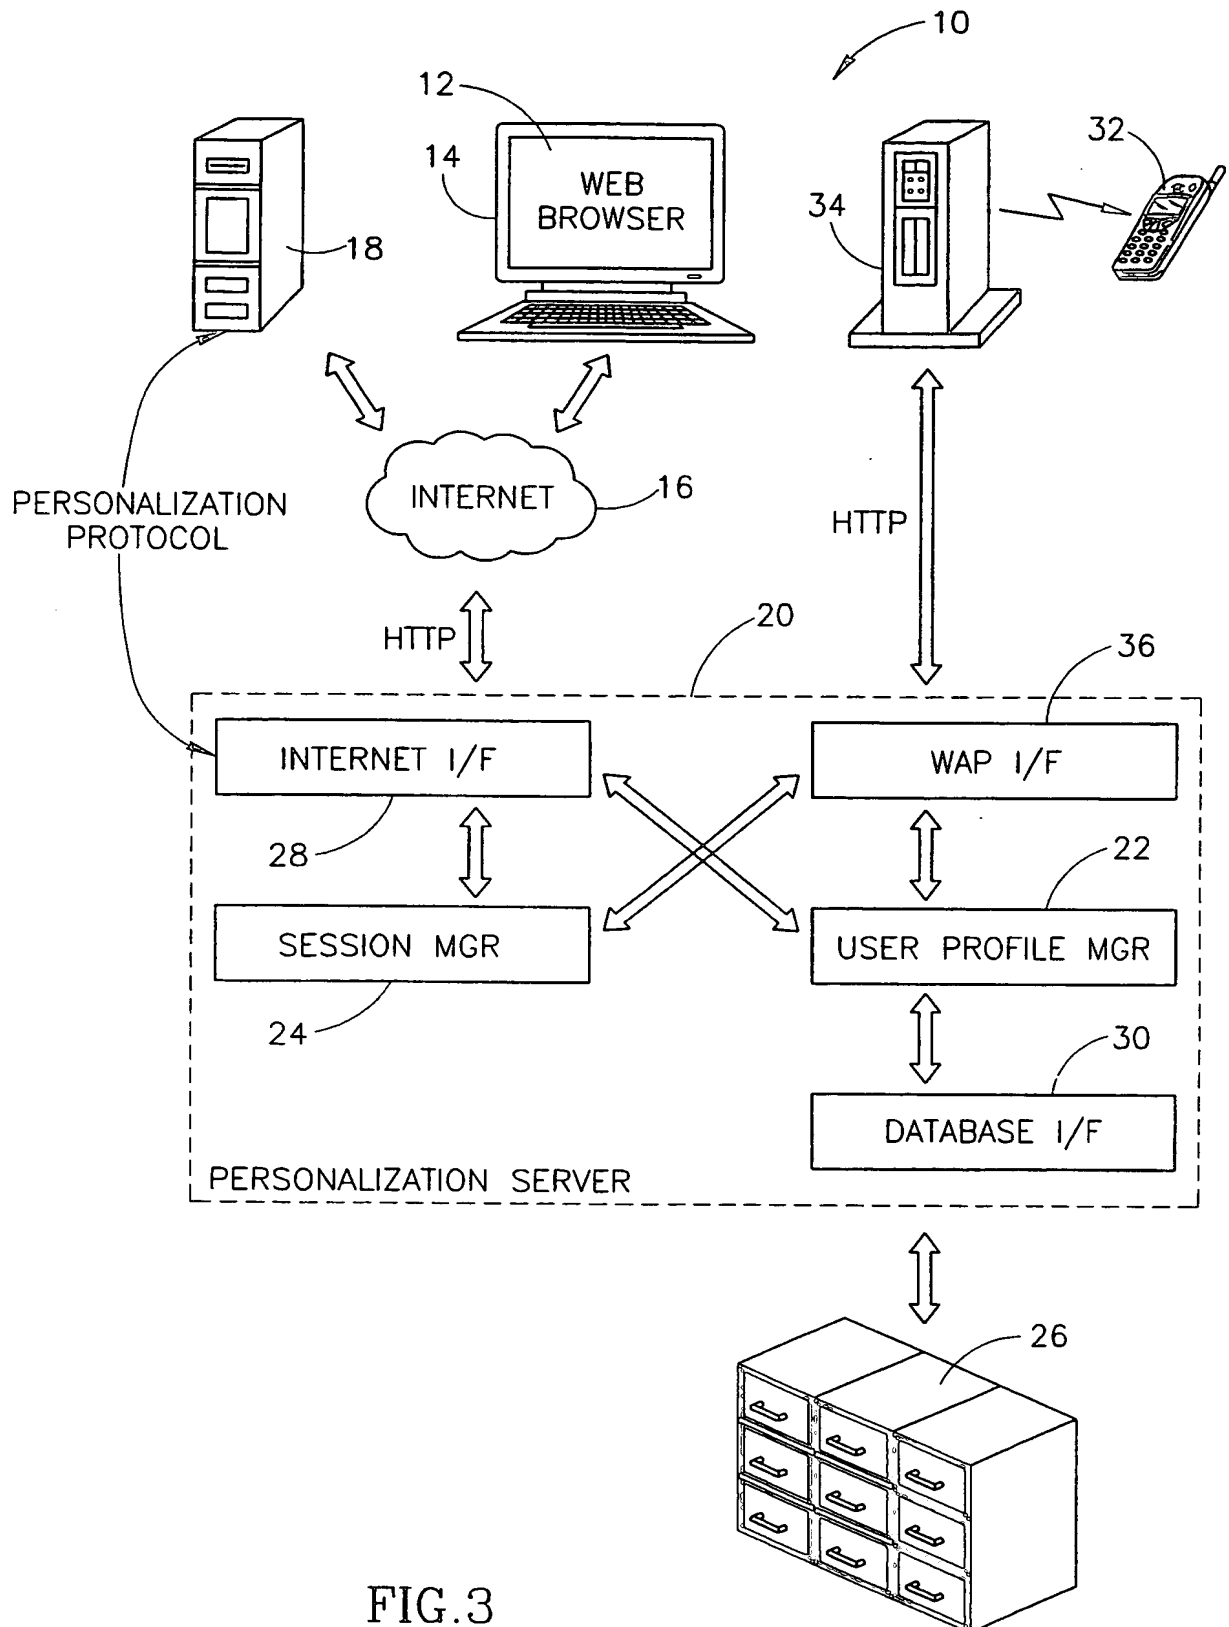 10
12
14
WEB
BROWSER
32
34
18
INTERNET
16
PERSONALIZATION
PROTOCOL
HTTP
HTTP
20
36
INTERNET I/F
WAP I/F
28
22
SESSION MGR
USER PROFILE MGR
24
30
DATABASE I/F
PERSONALIZATION SERVER
26
FIG.3